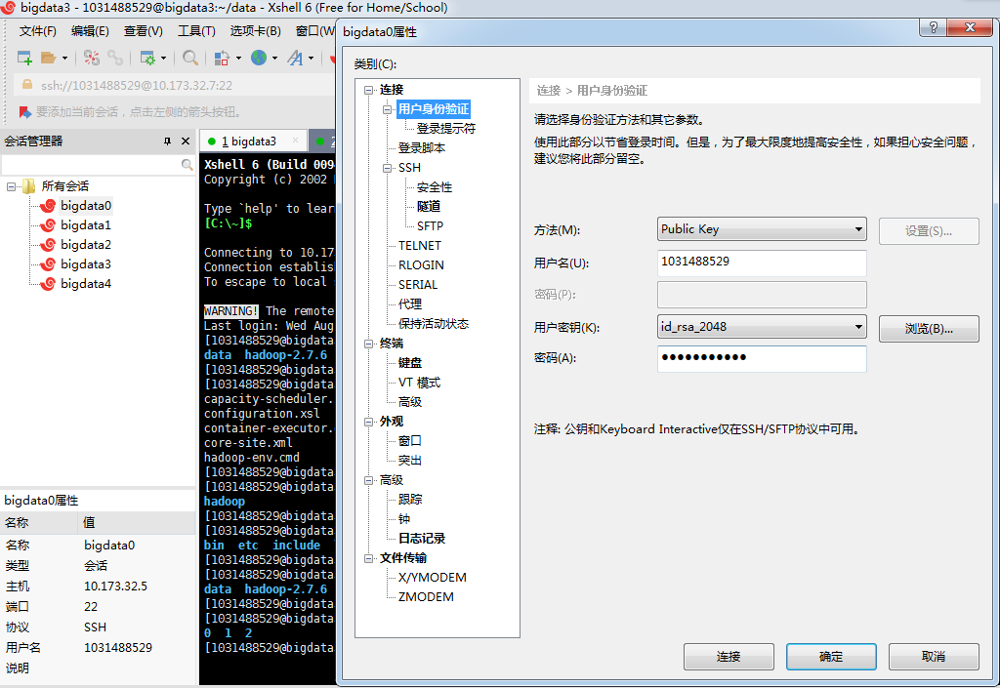 bigdata3 - 1031488529@bigdata3:~/data - Xshell 6 (Free for Home/School)
文件(F) 编辑(E) 查看(V) 工具(T) 选项卡(B) 窗口(W
ssh://1031488529@10.173.32.7:22
要添加当前会话，点击左侧的箭头按钮。
会话管理器
所有会话
bigdata0
bigdata1
bigdata2
bigdata3
bigdata4
bigdata0属性
名称 值
名称 bigdata0
类型 会话
主机 10.173.32.5
端口 22
协议 SSH
用户名 1031488529
说明
1 bigdata3
2
Xshell 6 (Build 009
Copyright (c) 2002
Type `help' to lear
[C:\~]$
Connecting to 10.17
Connection establis
To escape to local
WARNING! The remote
Last login: Wed Aug
[1031488529@bigdata
data hadoop-2.7.6
[1031488529@bigdata
[1031488529@bigdata
capacity-scheduler.
configuration.xsl
container-executor.
core-site.xml
hadoop-env.cmd
[1031488529@bigdata
[1031488529@bigdata
hadoop
[1031488529@bigdata
[1031488529@bigdata
bin etc include
[1031488529@bigdata
[1031488529@bigdata
data hadoop-2.7.6
[1031488529@bigdata
[1031488529@bigdata
0 1 2
[1031488529@bigdata
bigdata0属性
类别(C):
连接
用户身份验证
登录提示符
登录脚本
SSH
安全性
隧道
SFTP
TELNET
RLOGIN
SERIAL
代理
保持活动状态
终端
键盘
VT 模式
高级
外观
窗口
突出
高级
跟踪
钟
日志记录
文件传输
X/YMODEM
ZMODEM
连接 > 用户身份验证
请选择身份验证方法和其它参数。
使用此部分以节省登录时间。但是，为了最大限度地提高安全性，如果担心安全问题，
建议您将此部分留空。
方法(M): Public Key 设置(S)...
用户名(U): 1031488529
密码(P):
用户密钥(K): id_rsa_2048 浏览(B)...
密码(A): ●●●●●●●●●●●
注释: 公钥和Keyboard Interactive仅在SSH/SFTP协议中可用。
连接 确定 取消